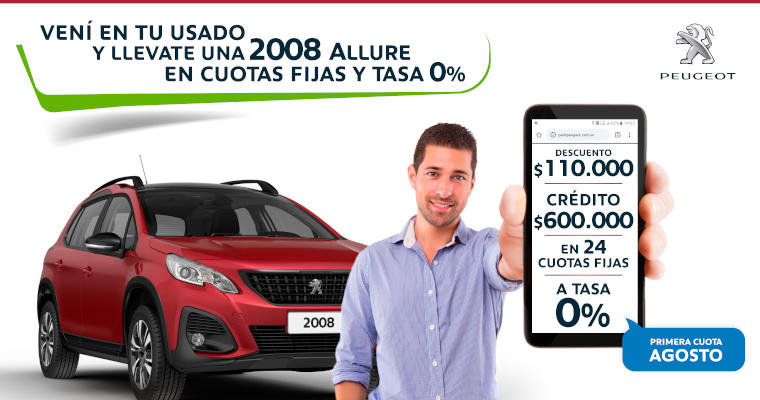 VENÍ EN TU USADO
Y LLEVATE UNA 2008 ALLURE
EN CUOTAS FIJAS Y TASA 0%
PEUGEOT
DESCUENTO
$110.000
CRÉDITO
$600.000
EN 24
CUOTAS FIJAS
A TASA
0%
2008
PRIMERA CUOTA
AGOSTO